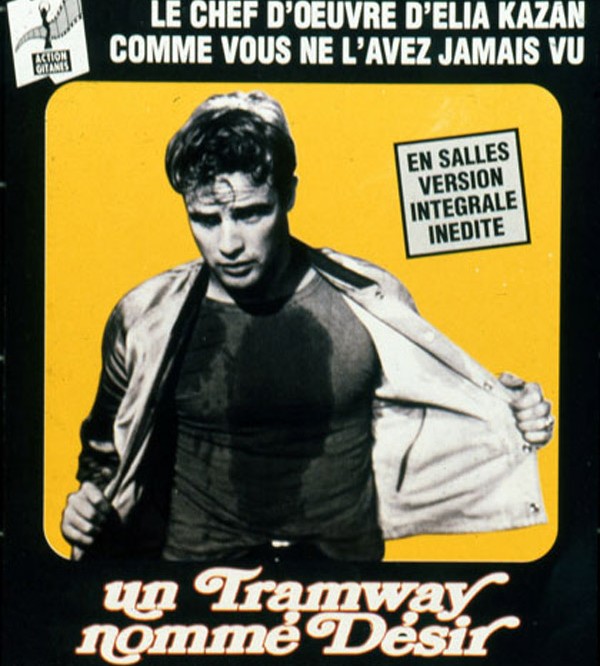 ACTION
GITANES
LE CHEF D'OEUVRE D'ELIA KAZAN
COMME VOUS NE L'AVEZ JAMAIS VU
EN SALLES
VERSION
INTEGRALE
INEDITE
un Tramway
nommé Désir